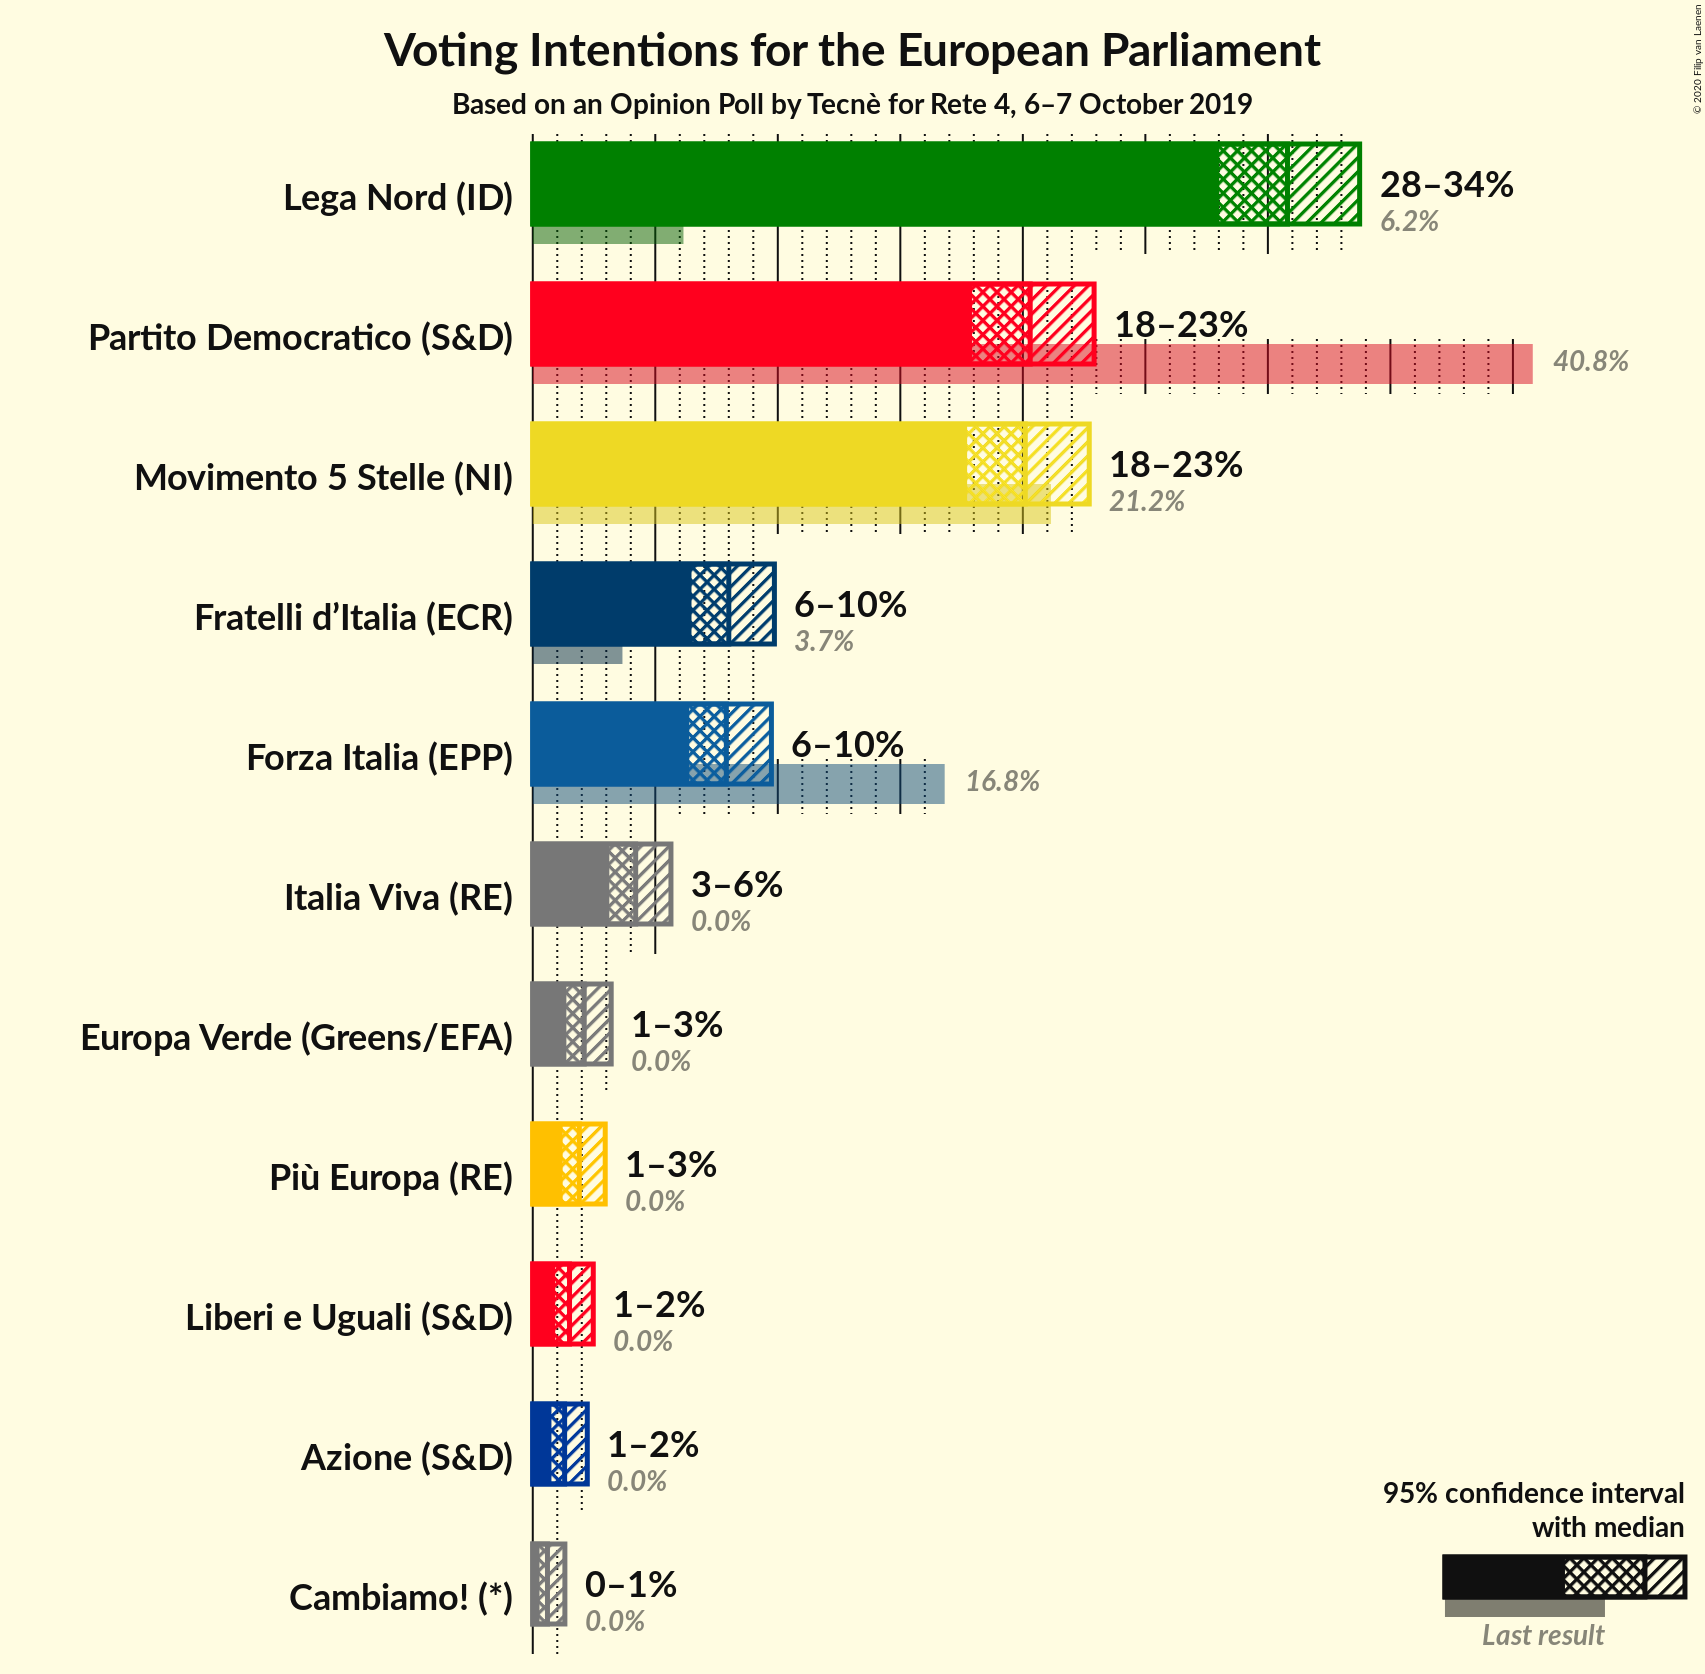 Voting Intentions for the European Parliament
Based on an Opinion Poll by Tecnè for Rete 4, 6–7 October 2019
© 2020 Filip van Laenen
Lega Nord (ID)
28–34%
6.2%
Partito Democratico (S&D)
18–23%
40.8%
Movimento 5 Stelle (NI)
18–23%
21.2%
Fratelli d’Italia (ECR)
6–10%
3.7%
Forza Italia (EPP)
6–10%
16.8%
Italia Viva (RE)
3–6%
0.0%
Europa Verde (Greens/EFA)
1–3%
0.0%
Più Europa (RE)
1–3%
0.0%
Liberi e Uguali (S&D)
1–2%
0.0%
Azione (S&D)
1–2%
0.0%
Cambiamo! (*)
0–1%
0.0%
95% confidence interval
with median
Last result